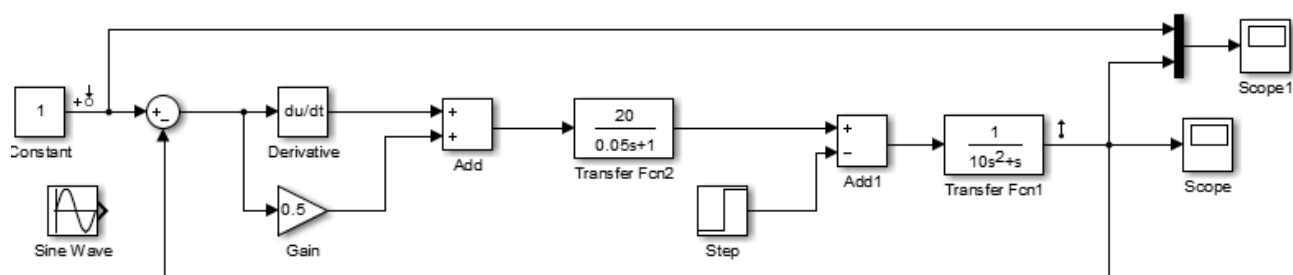 Scope1
1
+
Constant
+
−
du/dt
Derivative
+
+
Add
20
0.05s+1
Transfer Fcn2
+
−
Add1
1
10s²+s
Transfer Fcn1
Scope
Sine Wave
0.5
Gain
Step